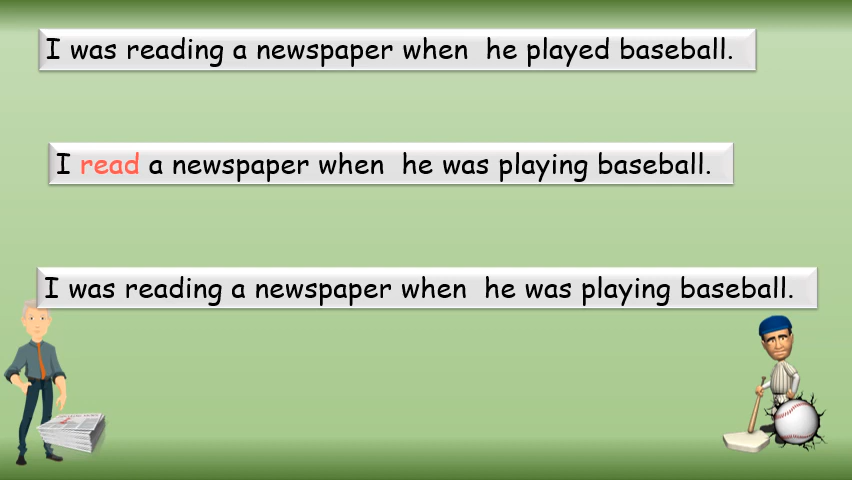 I was reading a newspaper when he played baseball.
I read a newspaper when he was playing baseball.
I was reading a newspaper when he was playing baseball.